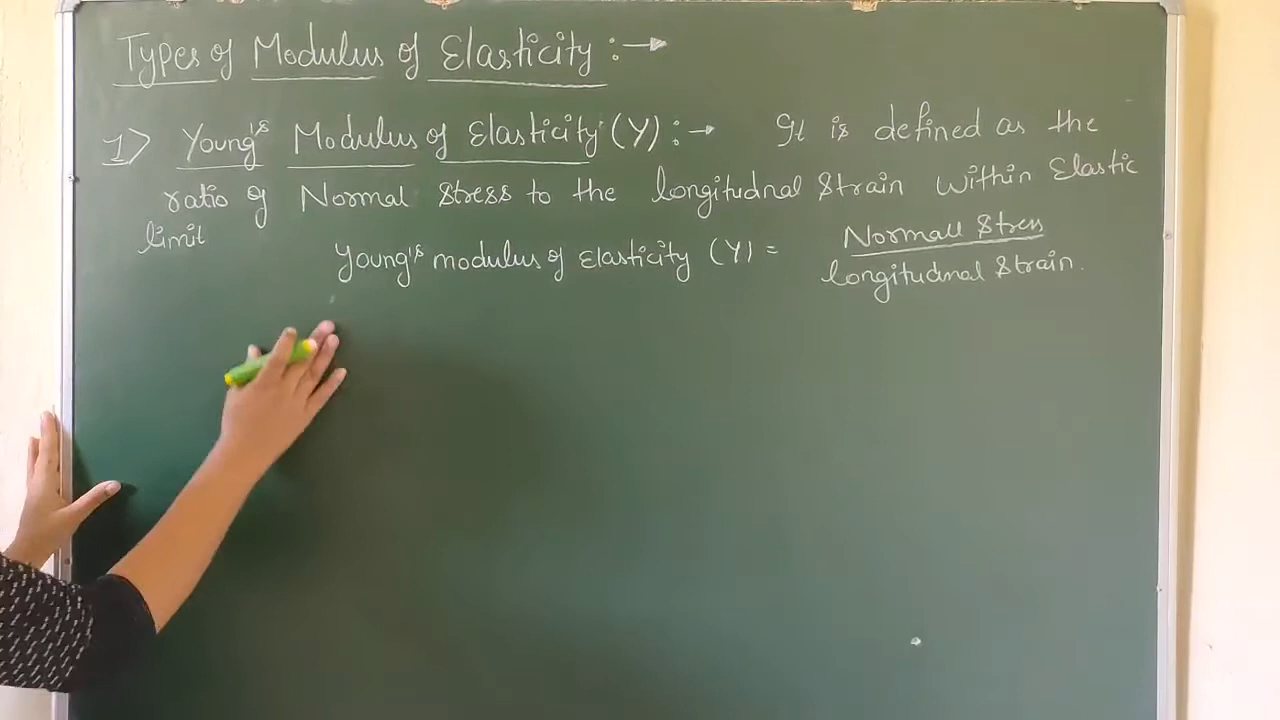 Types of Modulus of Elasticity :→
1> Young's Modulus of Elasticity (Y) :→ It is defined as the
ratio of Normal Stress to the longitudnal Strain Within Elastic
limit
Young's modulus of Elasticity (Y) = Normall Stress
longitudinal Strain.